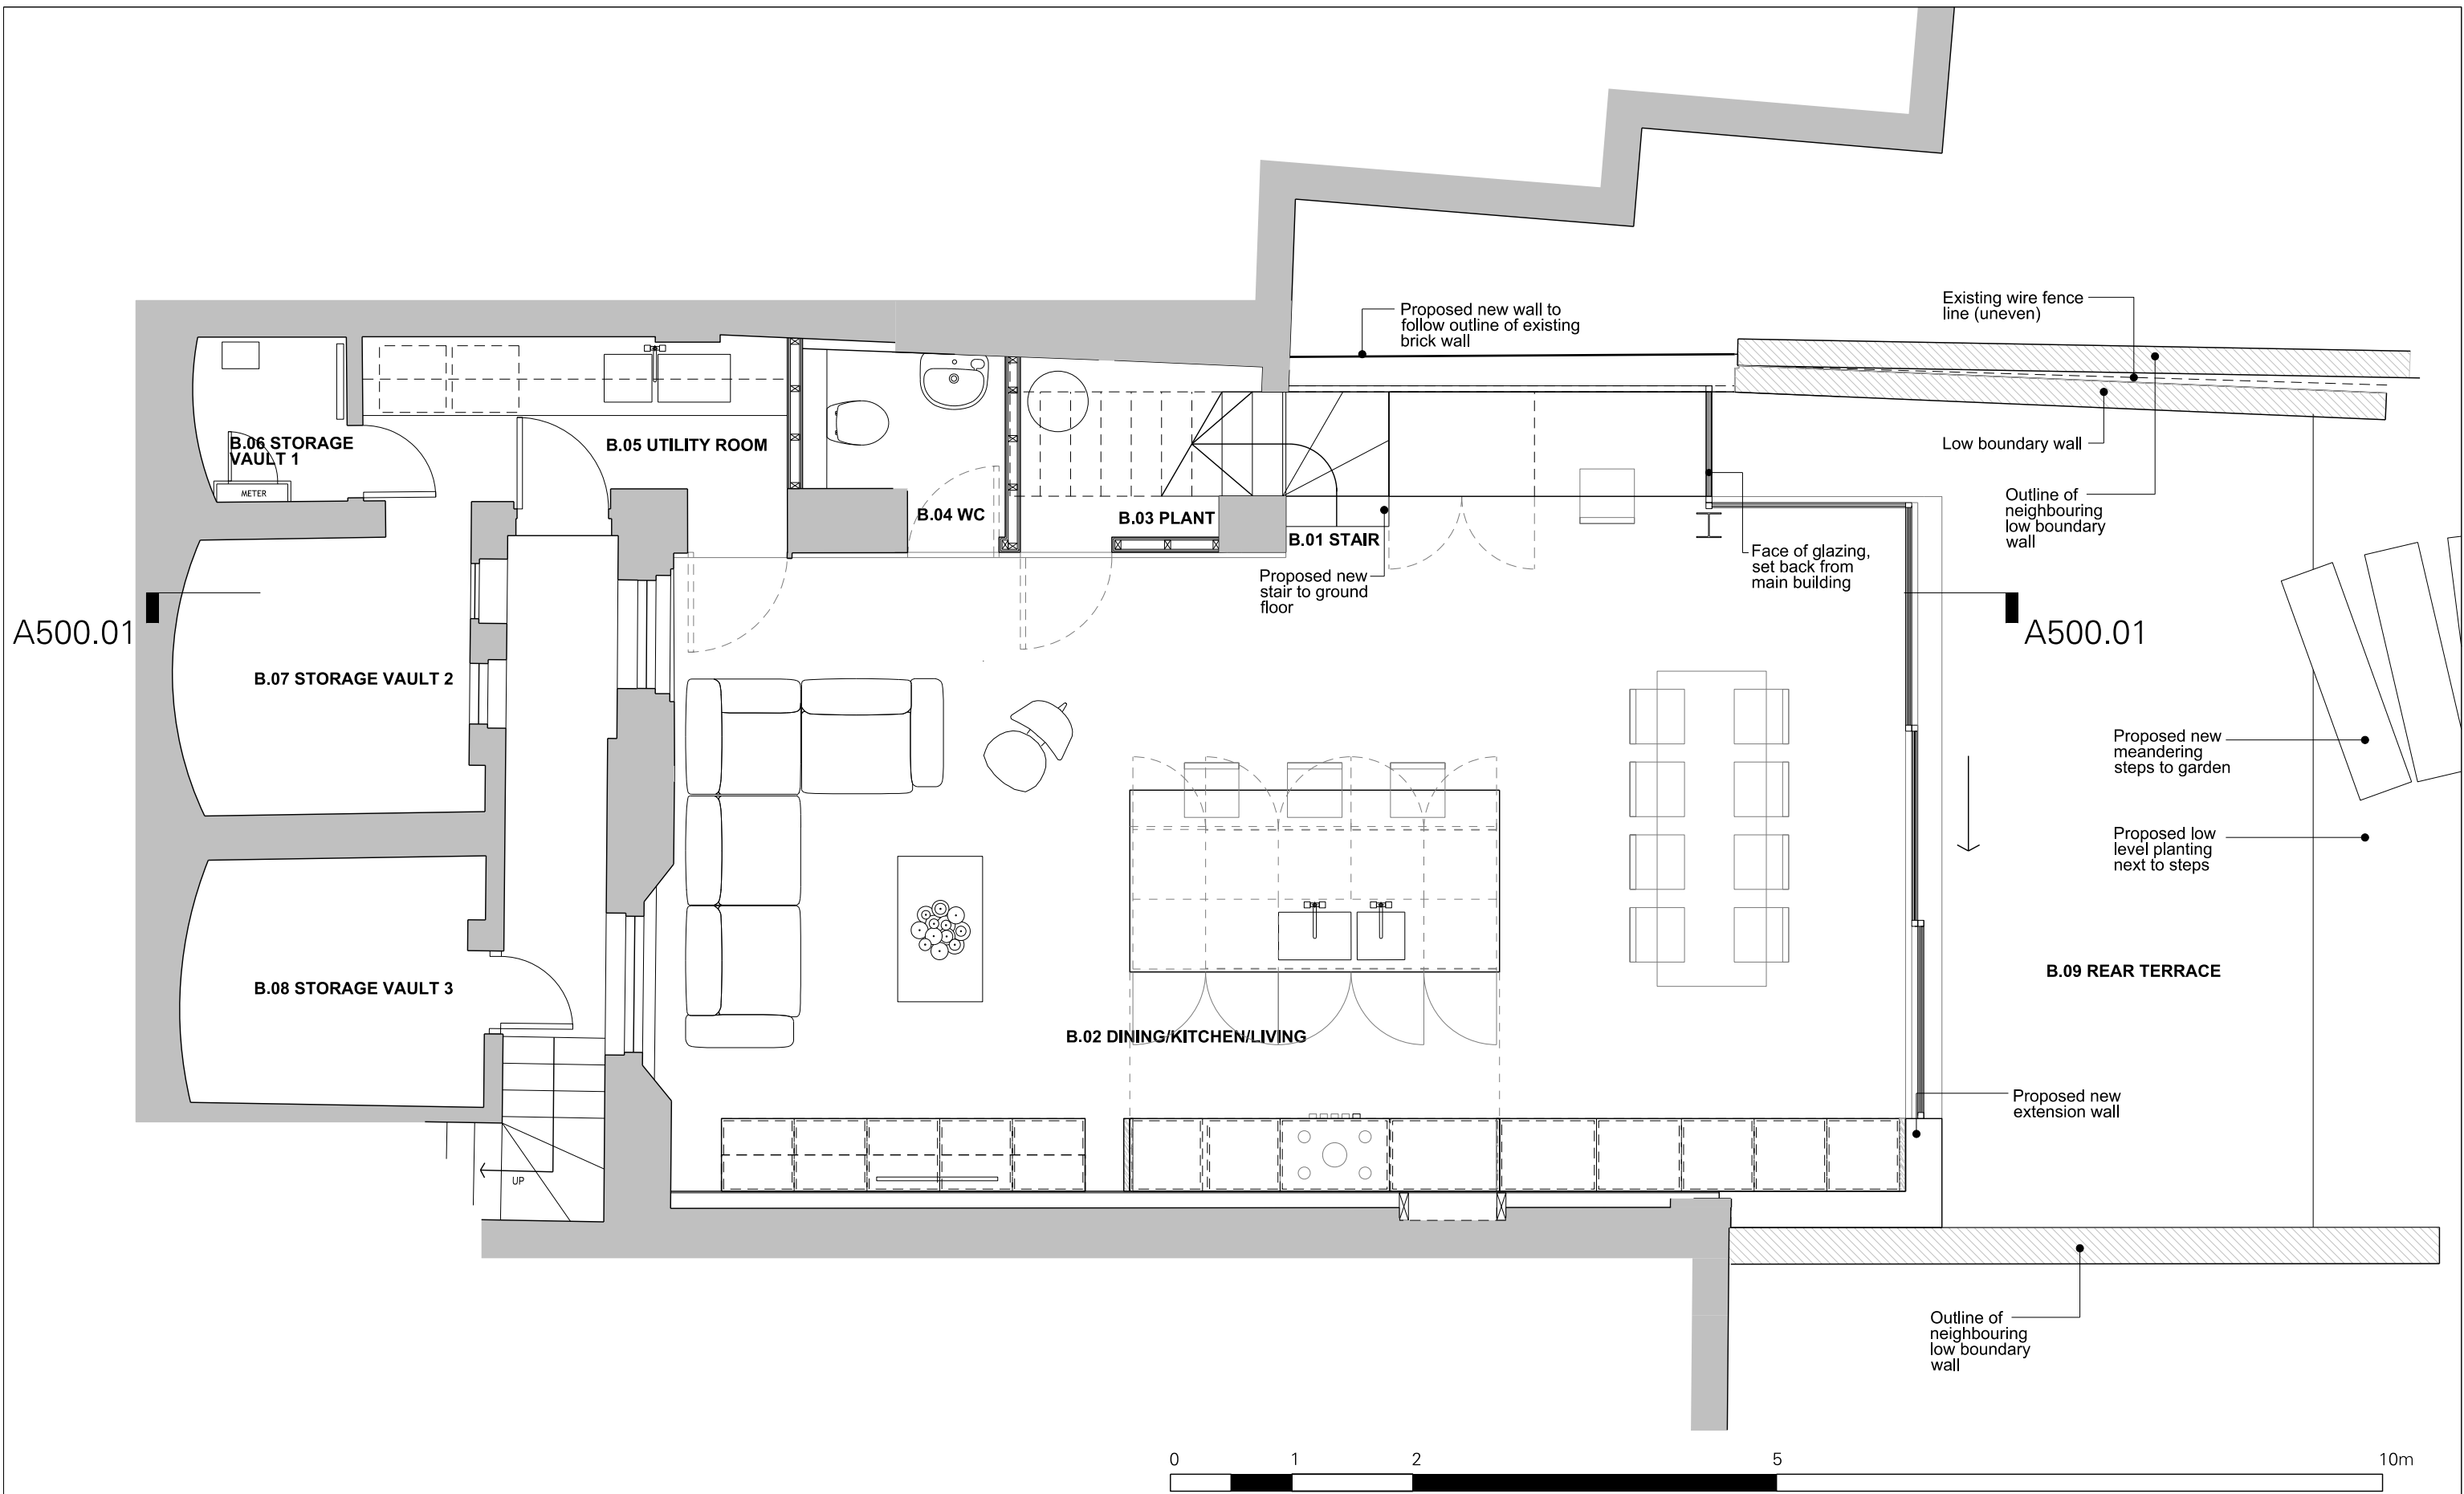 Proposed new wall to
follow outline of existing
brick wall
Existing wire fence
line (uneven)
Low boundary wall
Outline of
neighbouring
low boundary
wall
B.06 STORAGE
VAULT 1
METER
B.05 UTILITY ROOM
B.04 WC
B.03 PLANT
B.01 STAIR
Proposed new
stair to ground
floor
Face of glazing,
set back from
main building
A500.01
A500.01
B.07 STORAGE VAULT 2
Proposed new
meandering
steps to garden
Proposed low
level planting
next to steps
B.08 STORAGE VAULT 3
B.09 REAR TERRACE
B.02 DINING/KITCHEN/LIVING
Proposed new
extension wall
UP
Outline of
neighbouring
low boundary
wall
0 1 2 5 10m